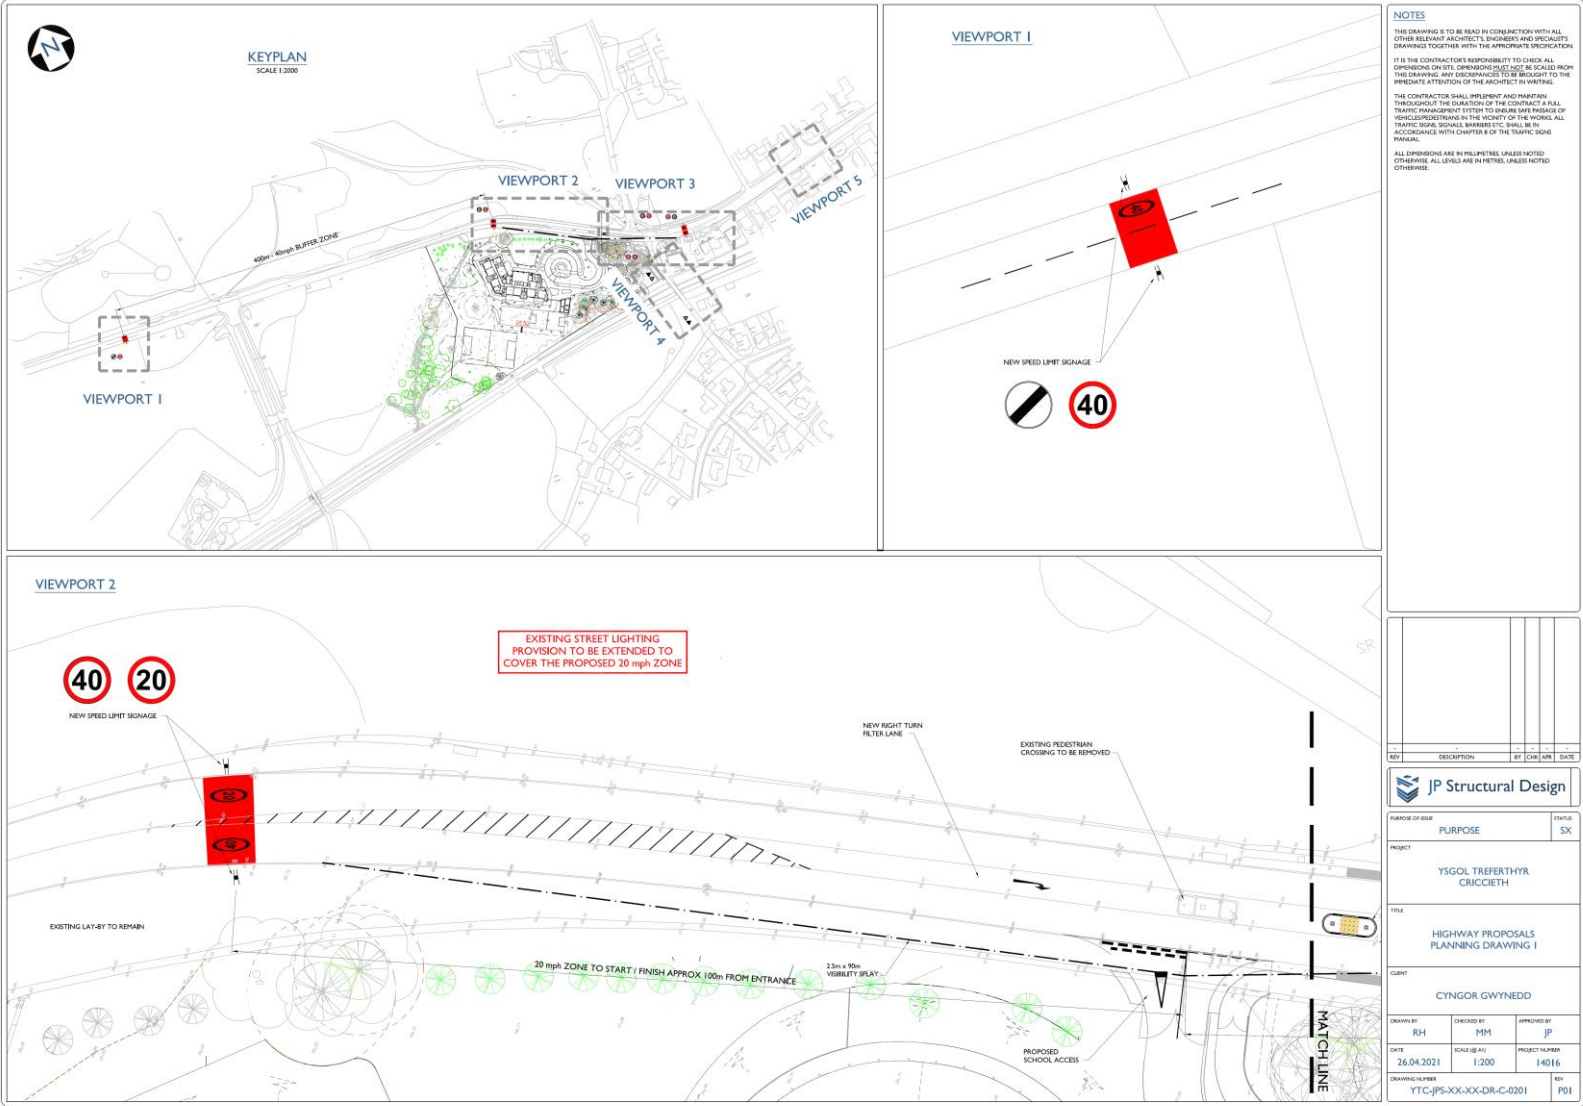 N
KEYPLAN
SCALE 1:2000
VIEWPORT 2
VIEWPORT 3
VIEWPORT 5
400m - 40mph BUFFER ZONE
VIEWPORT 4
VIEWPORT 1
VIEWPORT 1
40
NEW SPEED LIMIT SIGNAGE
40
VIEWPORT 2
EXISTING STREET LIGHTING
PROVISION TO BE EXTENDED TO
COVER THE PROPOSED 20 mph ZONE
40 20
NEW SPEED LIMIT SIGNAGE
20
40
NEW RIGHT TURN
FILTER LANE
EXISTING PEDESTRIAN
CROSSING TO BE REMOVED
EXISTING LAY-BY TO REMAIN
20 mph ZONE TO START / FINISH APPROX 100m FROM ENTRANCE
2.5m x 90m
VISIBILITY SPLAY
PROPOSED
SCHOOL ACCESS
MATCH LINE
NOTES
THIS DRAWING IS TO BE READ IN CONJUNCTION WITH ALL
OTHER RELEVANT ARCHITECT'S, ENGINEERS AND SPECIALIST'S
DRAWINGS TOGETHER WITH THE APPROPRIATE SPECIFICATION.
IT IS THE CONTRACTOR'S RESPONSIBILITY TO CHECK ALL
DIMENSIONS ON SITE. DIMENSIONS MUST NOT BE SCALED FROM
THIS DRAWING. ANY DISCREPANCIES TO BE BROUGHT TO THE
IMMEDIATE ATTENTION OF THE ARCHITECT IN WRITING.
THE CONTRACTOR SHALL IMPLEMENT AND MAINTAIN
THROUGHOUT THE DURATION OF THE CONTRACT A FULL
TRAFFIC MANAGEMENT SYSTEM TO ENSURE SAFE PASSAGE OF
VEHICLES/PEDESTRIANS IN THE VICINITY OF THE WORKS. ALL
TRAFFIC SIGNS, SIGNALS, BARRIERS ETC. SHALL BE IN
ACCORDANCE WITH CHAPTER 8 OF THE TRAFFIC SIGNS
MANUAL.
ALL DIMENSIONS ARE IN MILLIMETRES, UNLESS NOTED
OTHERWISE. ALL LEVELS ARE IN METRES, UNLESS NOTED
OTHERWISE.
- - - - -
REV DESCRIPTION BY CHK APR DATE
JP Structural Design
PURPOSE OF ISSUE STATUS
PURPOSE SX
PROJECT
YSGOL TREFERTHYR
CRICCIETH
TITLE
HIGHWAY PROPOSALS
PLANNING DRAWING 1
CLIENT
CYNGOR GWYNEDD
DRAWN BY CHECKED BY APPROVED BY
RH MM JP
DATE SCALE (@ A1) PROJECT NUMBER
26.04.2021 1:200 14016
DRAWING NUMBER REV
YTC-JPS-XX-XX-DR-C-0201 P01